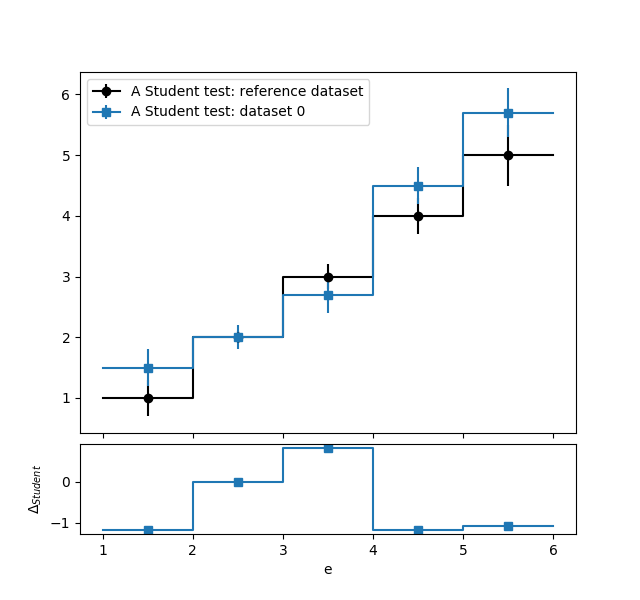 A Student test: reference dataset
A Student test: dataset 0
6
5
4
3
2
1
Δ_Student
0
−1
1 2 3 4 5 6
e